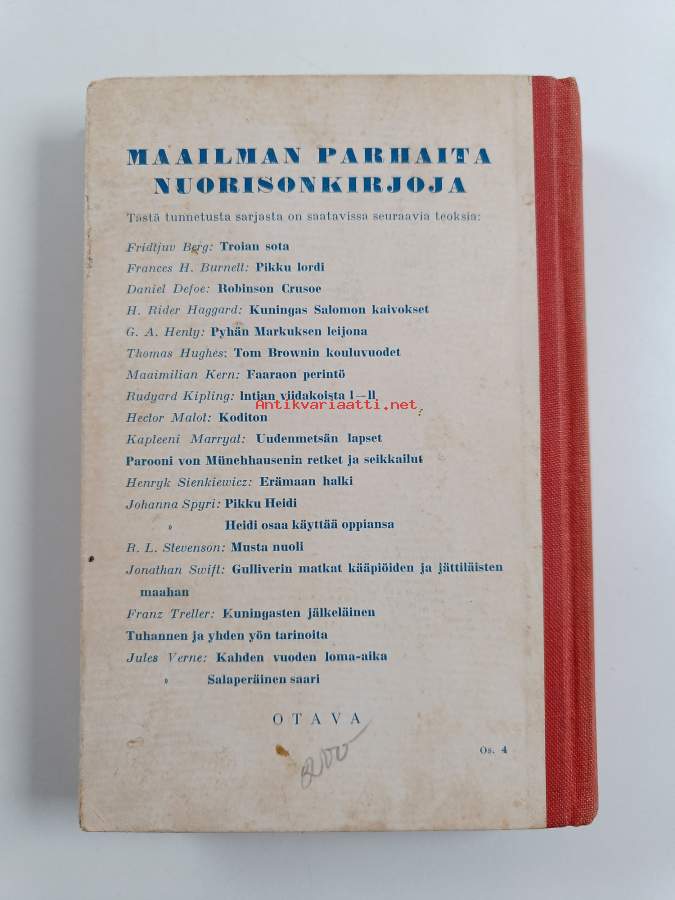 MAAILMAN PARHAITA
NUORISONKIRJOJA
Tästä tunnetusta sarjasta on saatavissa seuraavia teoksia:
Fridtjuv Berg: Troian sota
Frances H. Burnett: Pikku lordi
Daniel Defoe: Robinson Crusoe
H. Rider Haggard: Kuningas Salomon kaivokset
G. A. Henty: Pyhän Markuksen leijona
Thomas Hughes: Tom Brownin kouluvuodet
Maximilian Kern: Faaraon perintö
Rudyard Kipling: Intian viidakoista I—II
Antikvariaatti.net
Hector Malot: Koditon
Kapteeni Marryat: Uudenmetsän lapset
Parooni von Münchhausenin retket ja seikkailut
Henryk Sienkiewicz: Erämaan halki
Johanna Spyri: Pikku Heidi
» Heidi osaa käyttää oppiansa
R. L. Stevenson: Musta nuoli
Jonathan Swift: Gulliverin matkat kääpiöiden ja jättiläisten
maahan
Franz Treller: Kuningasten jälkeläinen
Tuhannen ja yhden yön tarinoita
Jules Verne: Kahden vuoden loma-aika
» Salaperäinen saari
OTAVA
Os. 4